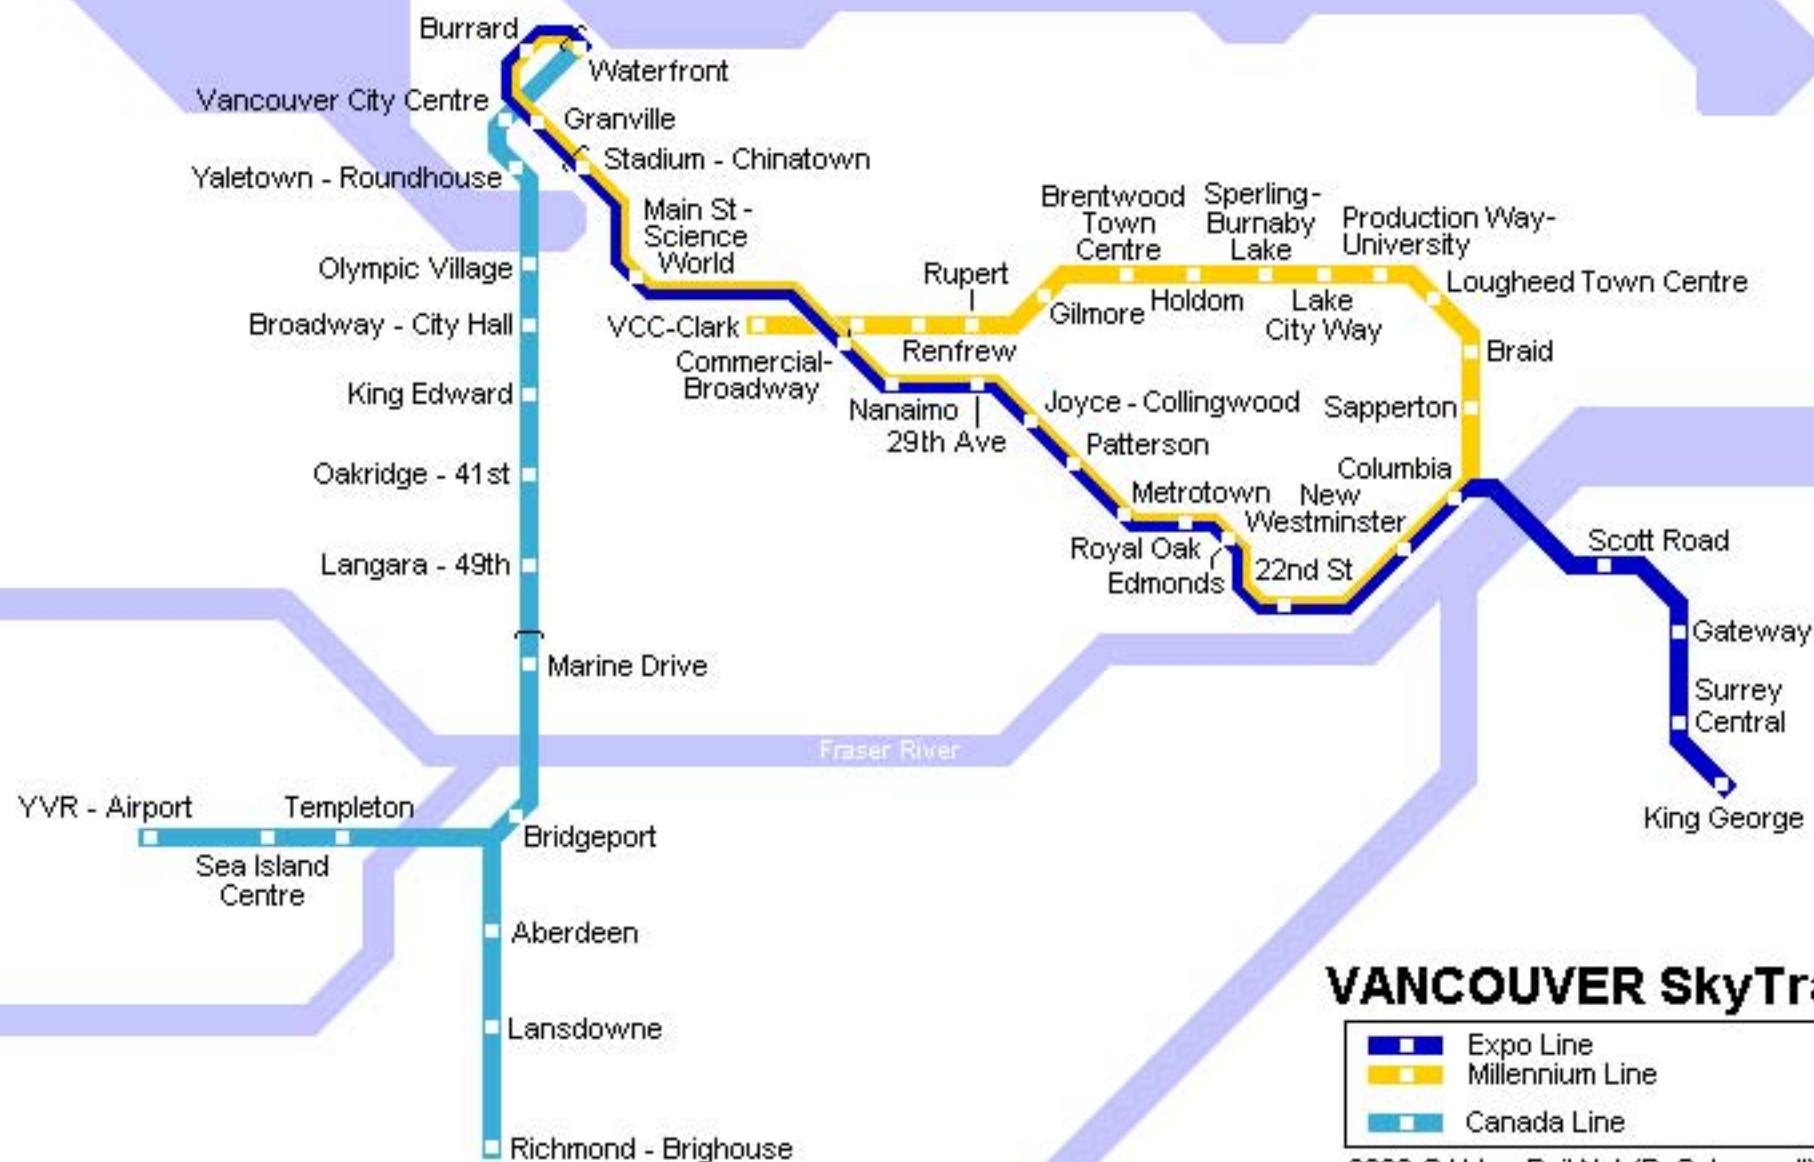 Burrard
Waterfront
Vancouver City Centre
Granville
Stadium - Chinatown
Yaletown - Roundhouse
Main St -
Science
World
Olympic Village
Broadway - City Hall
King Edward
Oakridge - 41st
Langara - 49th
Marine Drive
Fraser River
YVR - Airport
Templeton
Sea Island
Centre
Bridgeport
Aberdeen
Lansdowne
Richmond - Brighouse
VCC-Clark
Commercial-
Broadway
Rupert
Renfrew
Gilmore
Brentwood
Town
Centre
Holdom
Sperling-
Burnaby
Lake
Lake
City Way
Production Way-
University
Lougheed Town Centre
Braid
Sapperton
Columbia
Nanaimo
29th Ave
Joyce - Collingwood
Patterson
Metrotown
Royal Oak
Edmonds
22nd St
New
Westminster
Scott Road
Gateway
Surrey
Central
King George
VANCOUVER SkyTra
Expo Line
Millennium Line
Canada Line